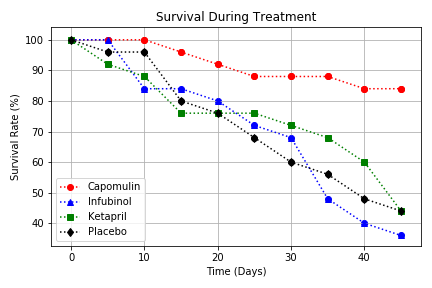 Survival During Treatment
100
90
80
70
60
50
40
Survival Rate (%)
Capomulin
Infubinol
Ketapril
Placebo
0
10
20
30
40
Time (Days)